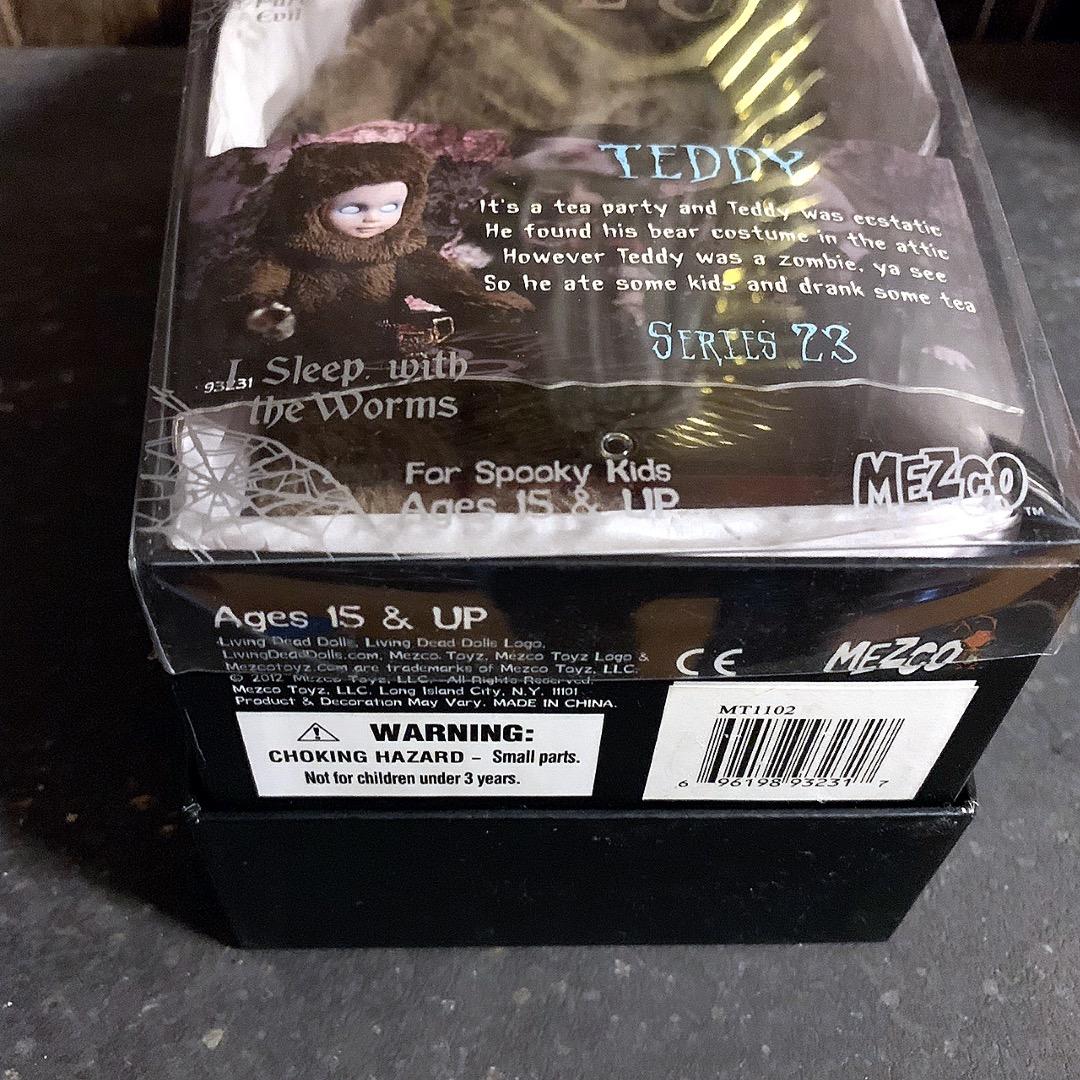 Evil
TEDDY
It's a tea party and Teddy was ecstatic
He found his bear costume in the attic
However Teddy was a zombie, ya see
So he ate some kids and drank some tea
SERIES 23
93231
I Sleep with
the Worms
For Spooky Kids
Ages 15 & UP
MEZCO™
Ages 15 & UP
Living Dead Dolls, Living Dead Dolls Logo,
LivingDeadDolls.com, Mezco Toyz, Mezco Toyz Logo &
Mezcotoyz.com are trademarks of Mezco Toyz, LLC.
© 2012 Mezco Toyz, LLC. All Rights Reserved.
Mezco Toyz, LLC. Long Island City, N.Y. 11101
Product & Decoration May Vary. MADE IN CHINA.
CE
MEZCO
WARNING:
CHOKING HAZARD – Small parts.
Not for children under 3 years.
MT1102
6 96198 93231 7